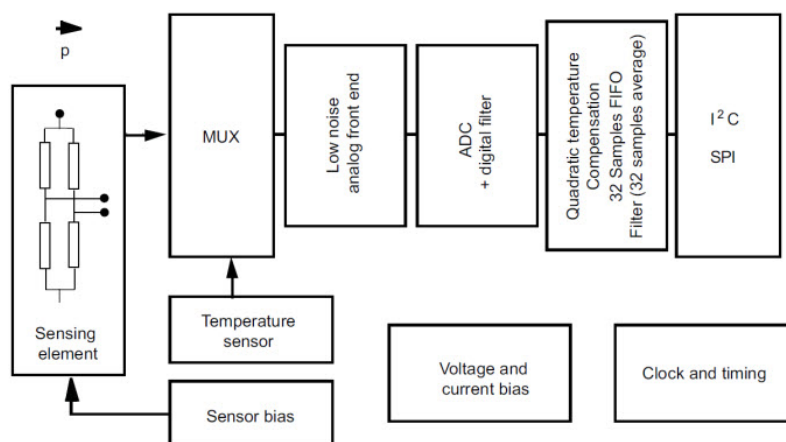 p
Sensing
element
MUX
Low noise
analog front end
ADC
+ digital filter
Quadratic temperature
Compensation
32 Samples FIFO
Filter (32 samples average)
I²C
SPI
Temperature
sensor
Sensor bias
Voltage and
current bias
Clock and timing